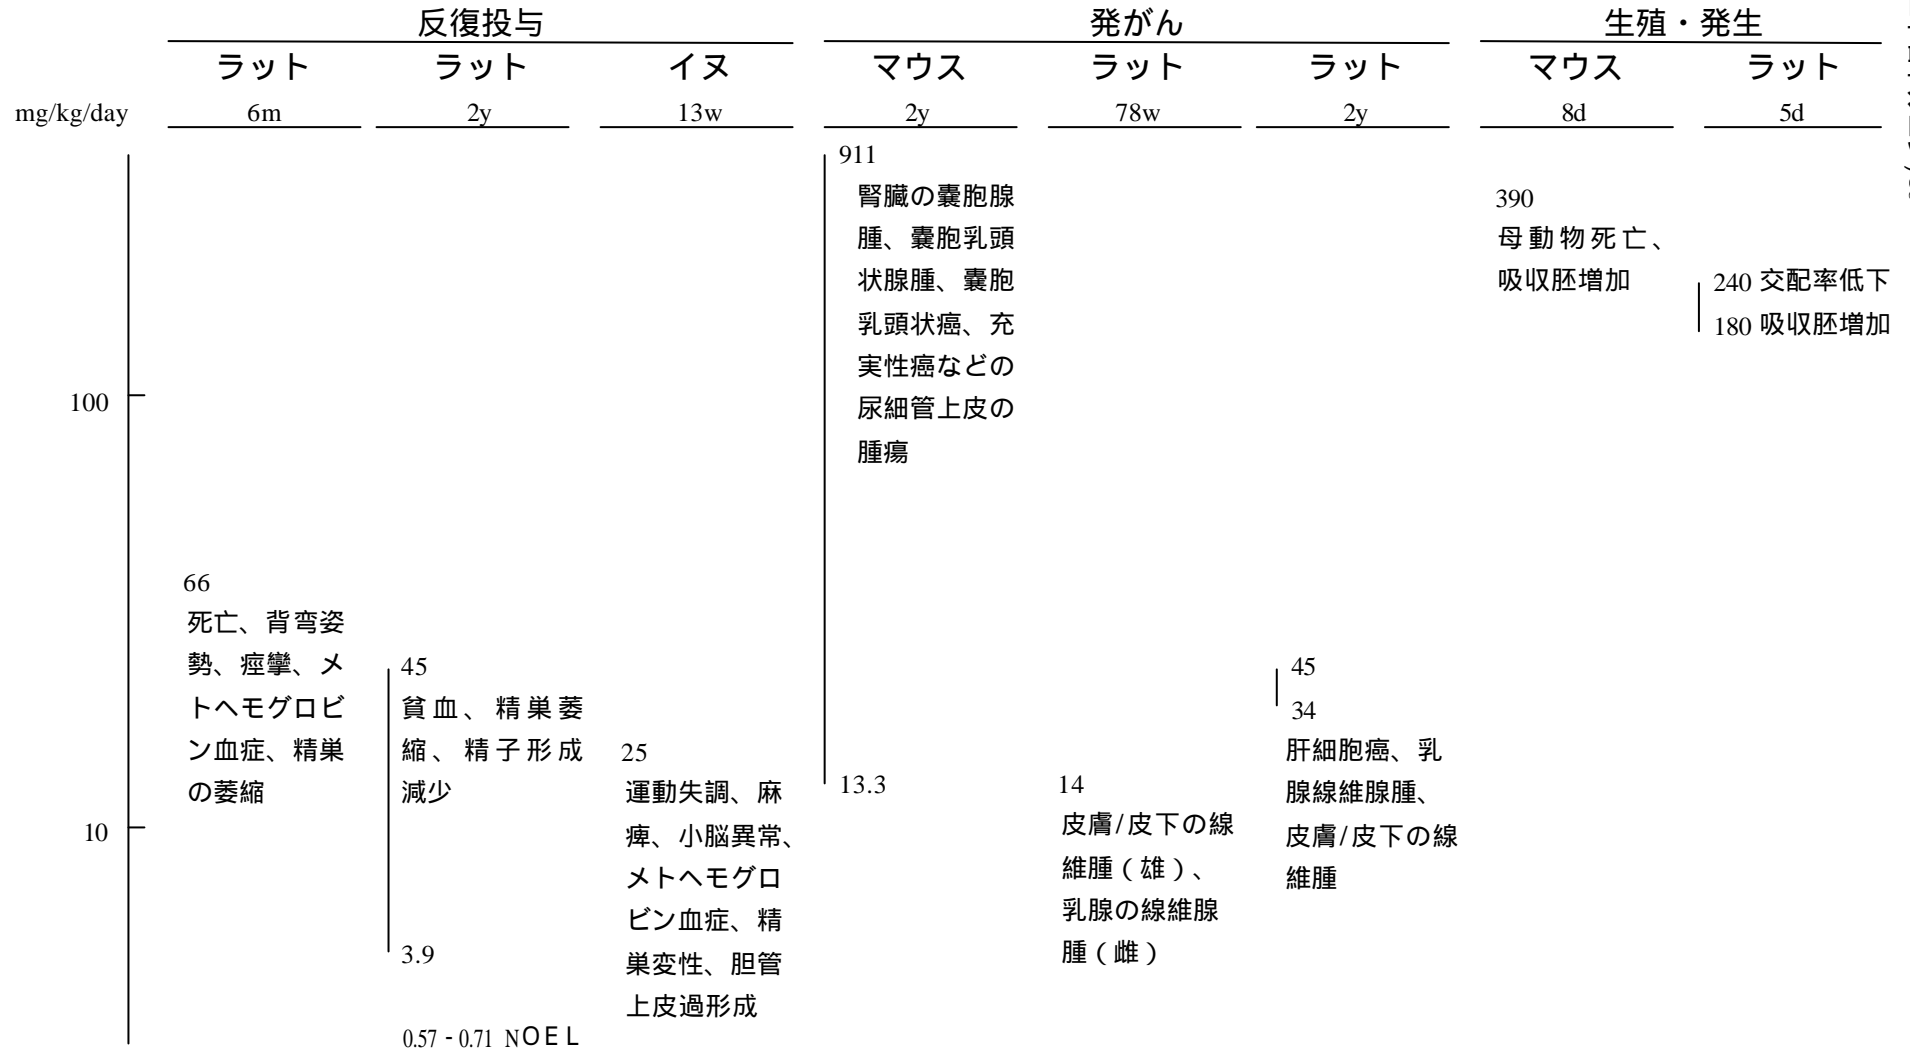 反復投与
発がん
生殖・発生
ラット
ラット
イヌ
マウス
ラット
ラット
マウス
ラット
mg/kg/day
6m
2y
13w
2y
78w
2y
8d
5d
100
10
66
死亡、背弯姿
勢、痙攣、メ
トヘモグロビ
ン血症、精巣
の萎縮
45
貧血、精巣萎
縮、精子形成
減少
3.9
0.57 - 0.71 NOEL
25
運動失調、麻
痺、小脳異常、
メトヘモグロ
ビン血症、精
巣変性、胆管
上皮過形成
911
腎臓の嚢胞腺
腫、嚢胞乳頭
状腺腫、嚢胞
乳頭状癌、充
実性癌などの
尿細管上皮の
腫瘍
13.3
14
皮膚/皮下の線
維腫（雄）、
乳腺の線維腺
腫（雌）
45
34
肝細胞癌、乳
腺線維腺腫、
皮膚/皮下の線
維腫
390
母動物死亡、
吸収胚増加
240 交配率低下
180 吸収胚増加